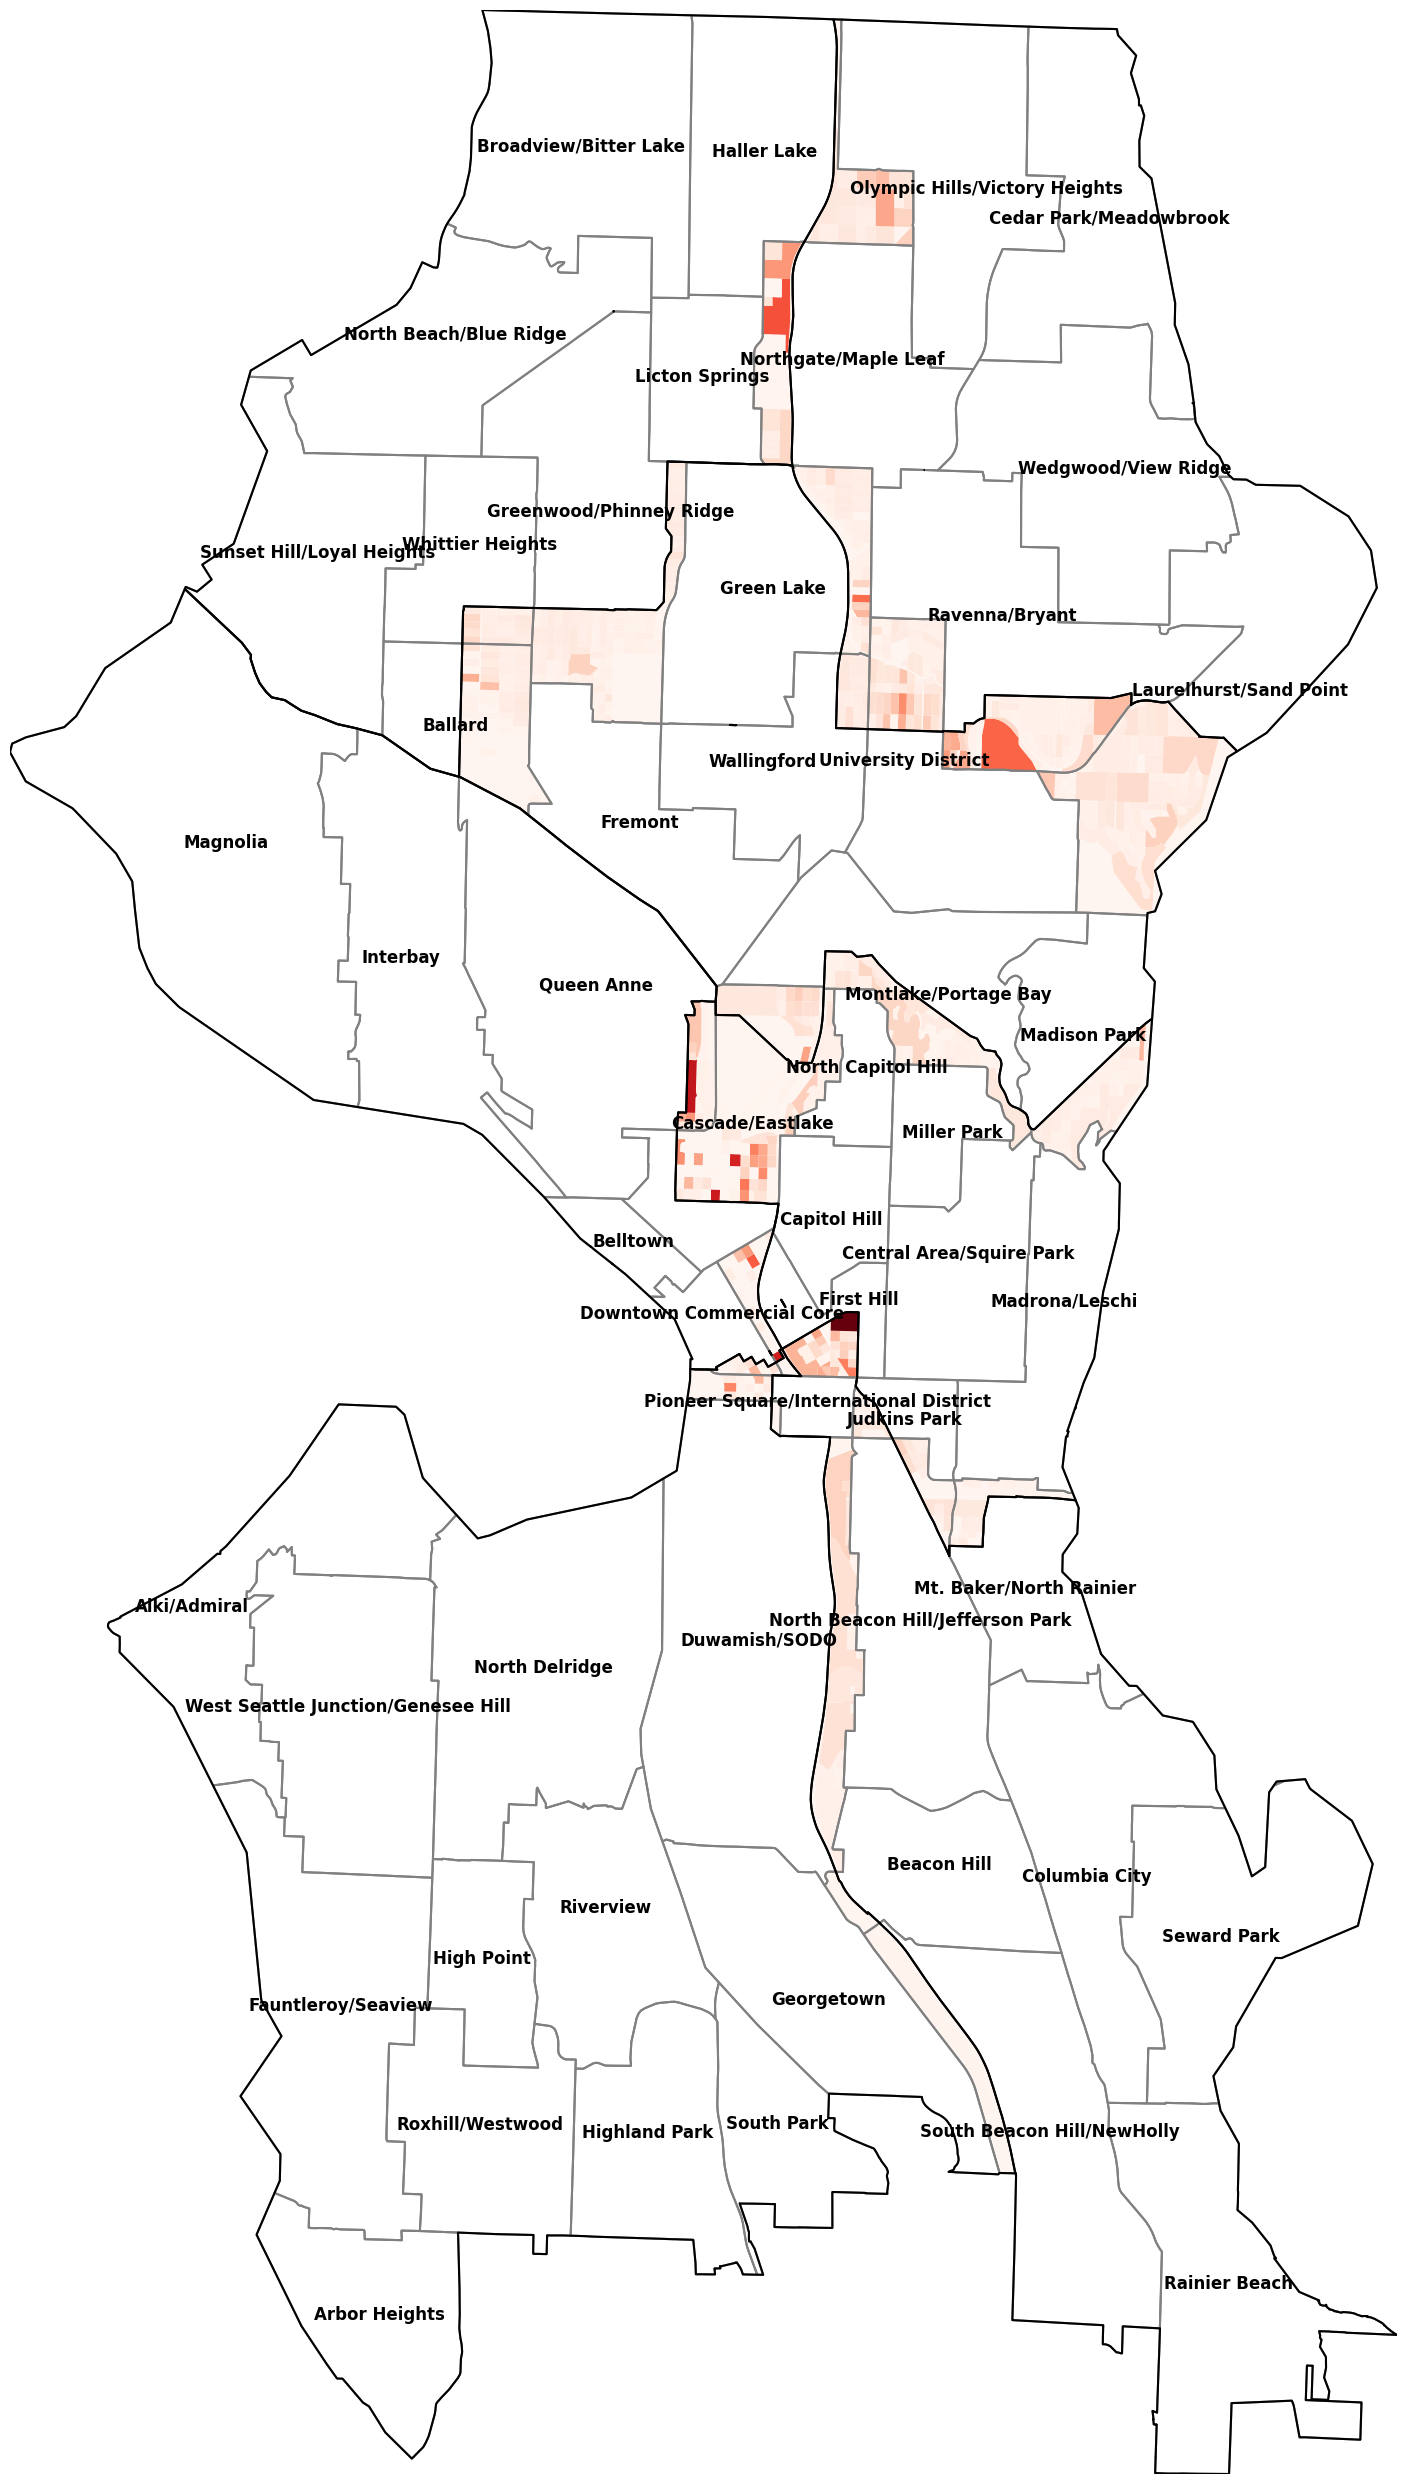 Broadview/Bitter Lake
Haller Lake
Olympic Hills/Victory Heights
Cedar Park/Meadowbrook
North Beach/Blue Ridge
Northgate/Maple Leaf
Licton Springs
Wedgwood/View Ridge
Greenwood/Phinney Ridge
Whittier Heights
Sunset Hill/Loyal Heights
Green Lake
Ravenna/Bryant
Laurelhurst/Sand Point
Ballard
Wallingford
University District
Fremont
Magnolia
Interbay
Queen Anne
Montlake/Portage Bay
Madison Park
North Capitol Hill
Cascade/Eastlake
Miller Park
Capitol Hill
Belltown
Central Area/Squire Park
First Hill
Madrona/Leschi
Downtown Commercial Core
Pioneer Square/International District
Judkins Park
Mt. Baker/North Rainier
Alki/Admiral
North Beacon Hill/Jefferson Park
Duwamish/SODO
North Delridge
West Seattle Junction/Genesee Hill
Beacon Hill
Columbia City
Riverview
Seward Park
High Point
Georgetown
Fauntleroy/Seaview
Roxhill/Westwood
South Park
Highland Park
South Beacon Hill/NewHolly
Rainier Beach
Arbor Heights